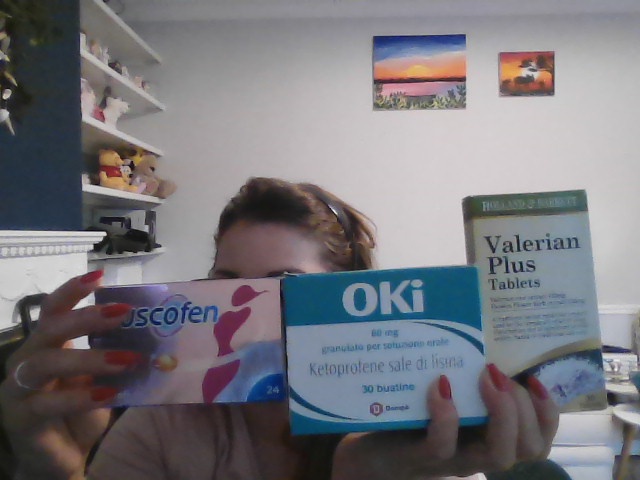 uscofen
24
OKi
80 mg
granulato per soluzione orale
Ketoprofene sale di lisina
30 bustine
Dompé
HOLLAND & BARRETT
Valerian
Plus
Tablets